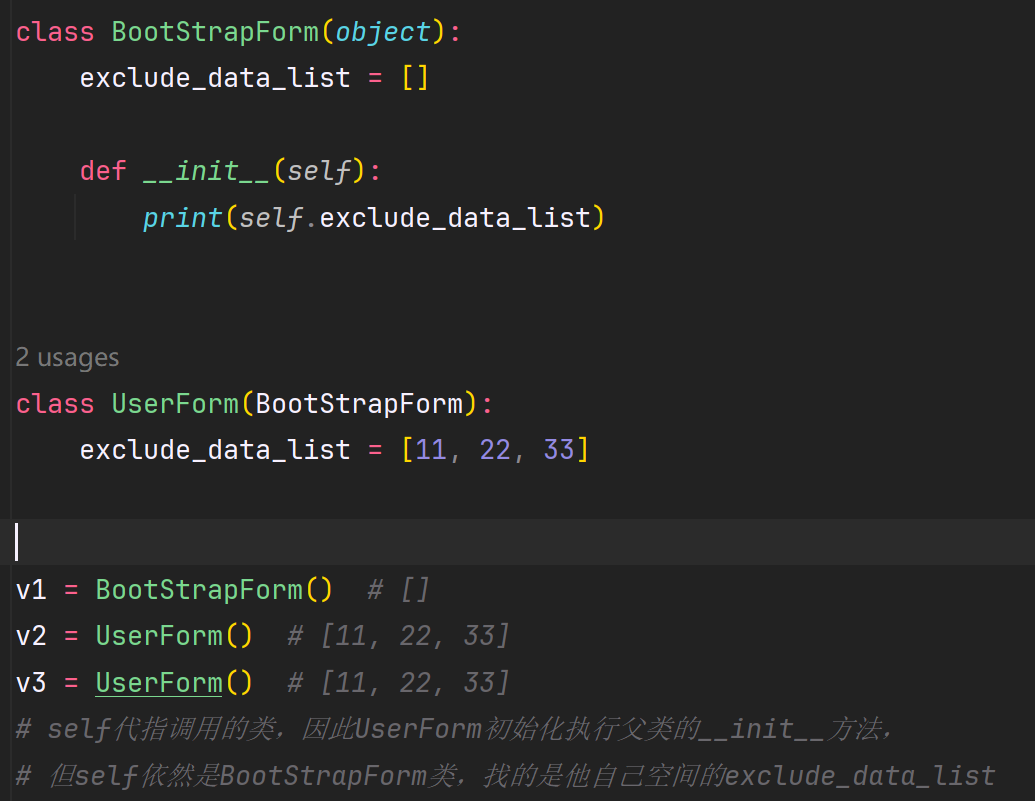 class BootStrapForm(object):
    exclude_data_list = []
    def __init__(self):
        print(self.exclude_data_list)
2 usages
class UserForm(BootStrapForm):
    exclude_data_list = [11, 22, 33]
v1 = BootStrapForm()  # []
v2 = UserForm()  # [11, 22, 33]
v3 = UserForm()  # [11, 22, 33]
# self代指调用的类，因此UserForm初始化执行父类的__init__方法，
# 但self依然是BootStrapForm类，找的是他自己空间的exclude_data_list